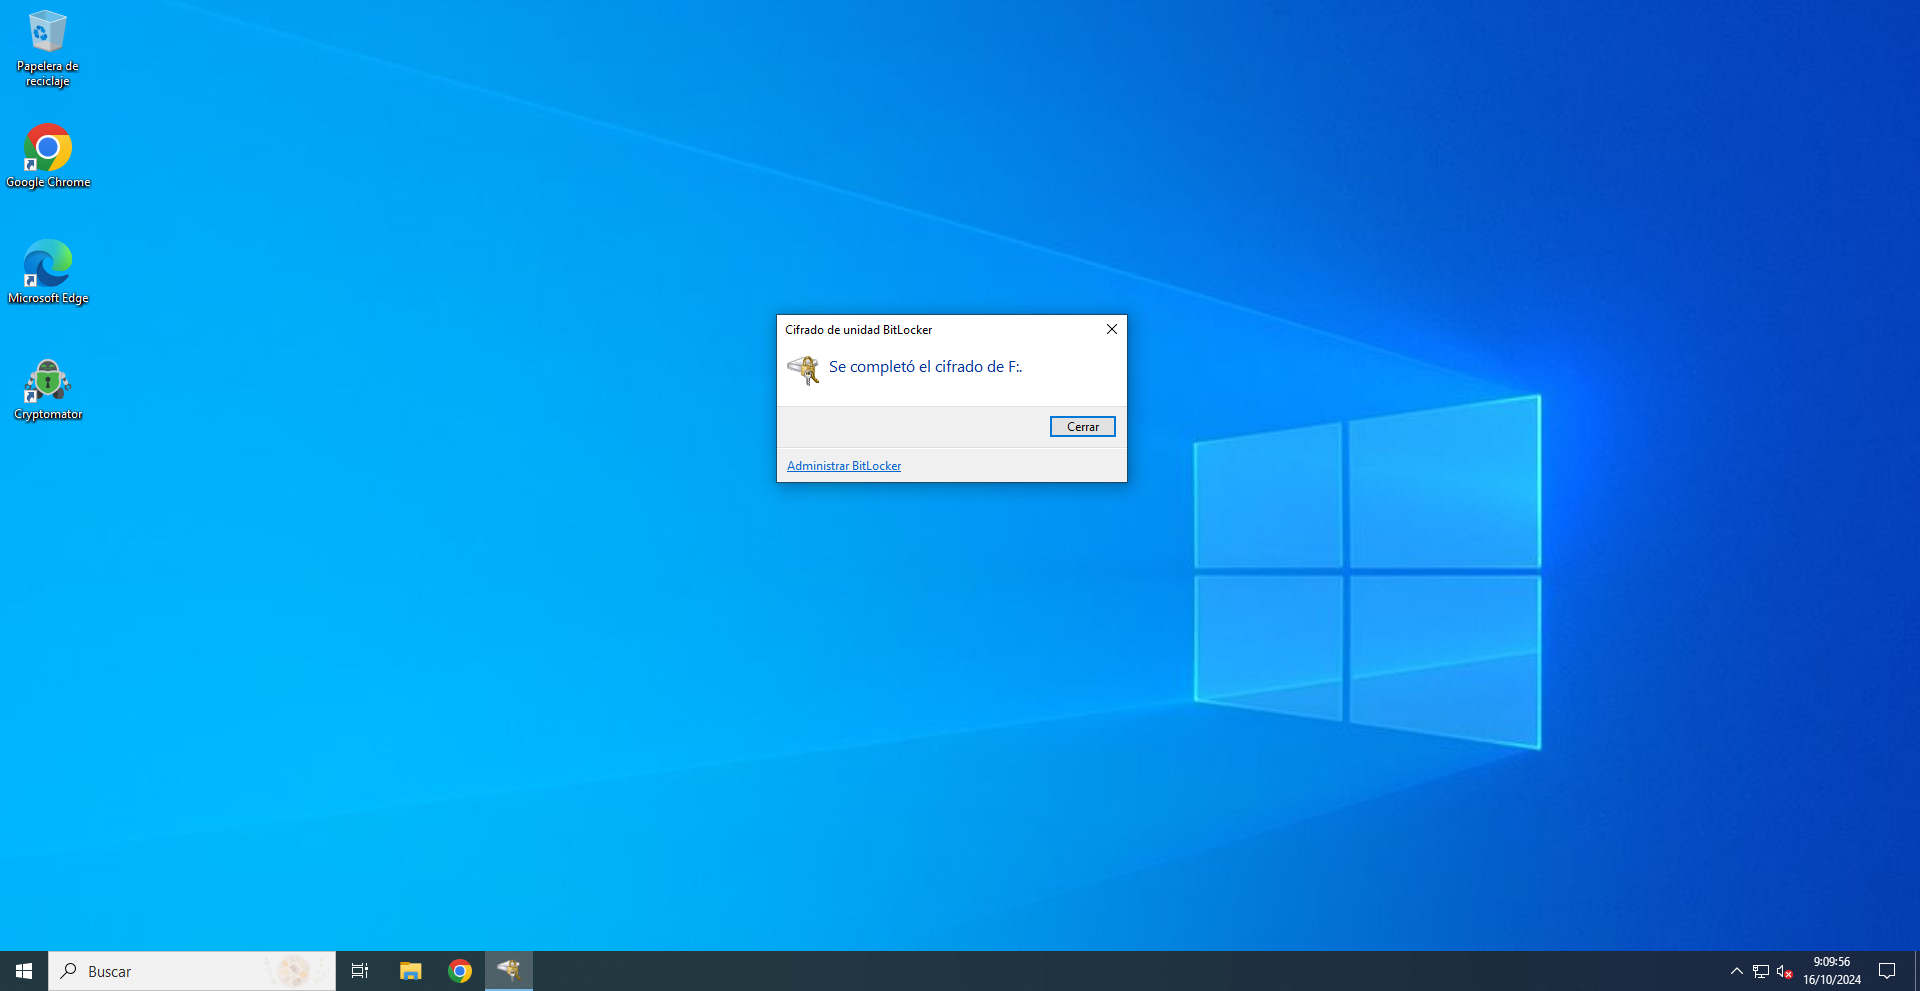 Papelera de
reciclaje
Google Chrome
Microsoft Edge
Cryptomator
Cifrado de unidad BitLocker
Se completó el cifrado de F:.
Cerrar
Administrar BitLocker
Buscar
9:09:56
16/10/2024